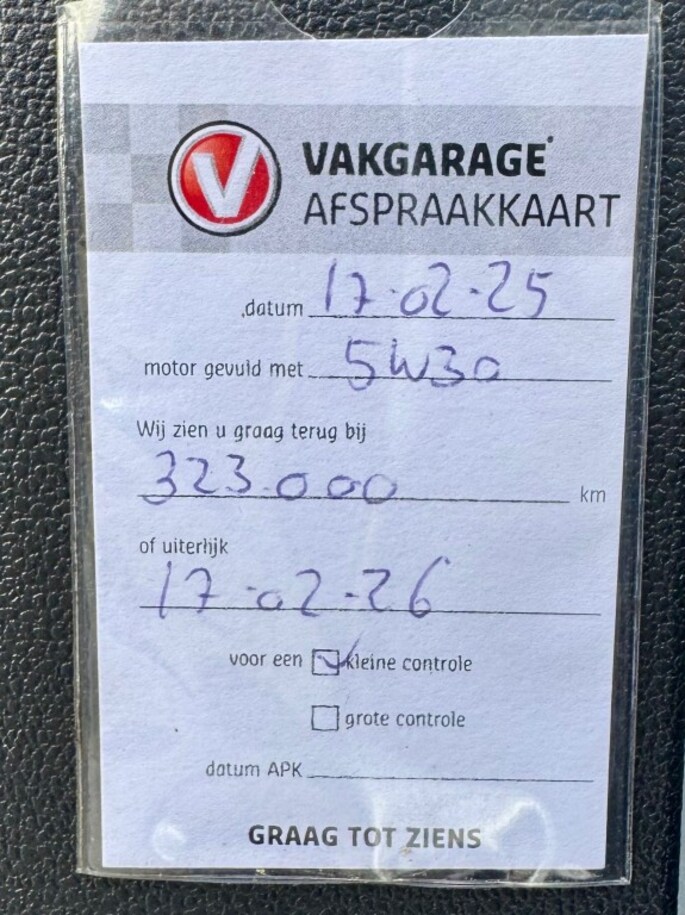 V VAKGARAGE
AFSPRAAKKAART
datum 17-02-25
motor gevuld met 5W30
Wij zien u graag terug bij
323.000 km
of uiterlijk
17-02-26
voor een kleine controle
grote controle
datum APK
GRAAG TOT ZIENS